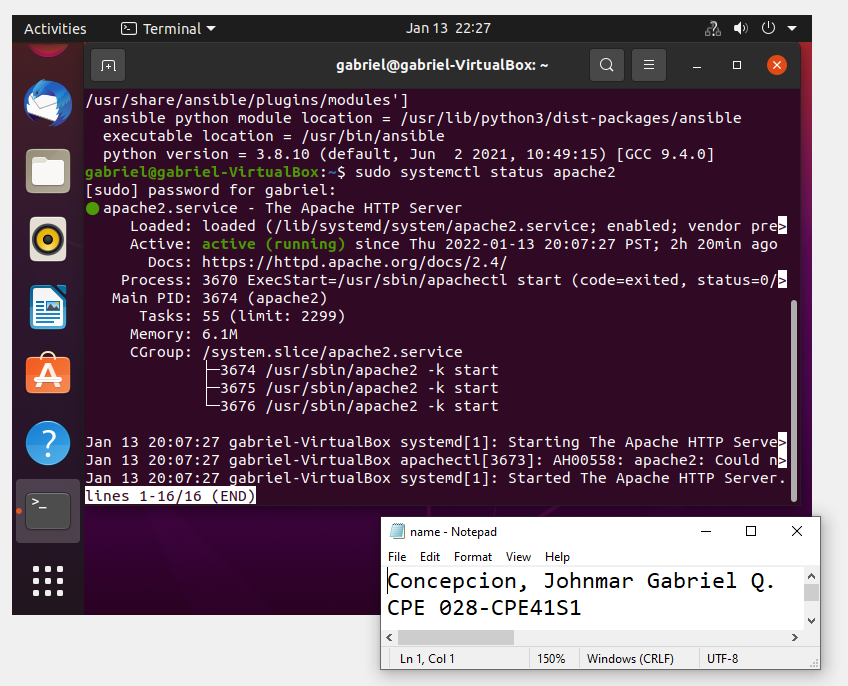 Activities Terminal Jan 13 22:27
gabriel@gabriel-VirtualBox: ~
/usr/share/ansible/plugins/modules']
  ansible python module location = /usr/lib/python3/dist-packages/ansible
  executable location = /usr/bin/ansible
  python version = 3.8.10 (default, Jun  2 2021, 10:49:15) [GCC 9.4.0]
gabriel@gabriel-VirtualBox:~$ sudo systemctl status apache2
[sudo] password for gabriel:
● apache2.service - The Apache HTTP Server
     Loaded: loaded (/lib/systemd/system/apache2.service; enabled; vendor pre>
     Active: active (running) since Thu 2022-01-13 20:07:27 PST; 2h 20min ago
       Docs: https://httpd.apache.org/docs/2.4/
    Process: 3670 ExecStart=/usr/sbin/apachectl start (code=exited, status=0/>
   Main PID: 3674 (apache2)
      Tasks: 55 (limit: 2299)
     Memory: 6.1M
     CGroup: /system.slice/apache2.service
             ├─3674 /usr/sbin/apache2 -k start
             ├─3675 /usr/sbin/apache2 -k start
             └─3676 /usr/sbin/apache2 -k start
Jan 13 20:07:27 gabriel-VirtualBox systemd[1]: Starting The Apache HTTP Serve>
Jan 13 20:07:27 gabriel-VirtualBox apachectl[3673]: AH00558: apache2: Could n>
Jan 13 20:07:27 gabriel-VirtualBox systemd[1]: Started The Apache HTTP Server.
lines 1-16/16 (END)
name - Notepad
File Edit Format View Help
Concepcion, Johnmar Gabriel Q.
CPE 028-CPE41S1
Ln 1, Col 1 150% Windows (CRLF) UTF-8